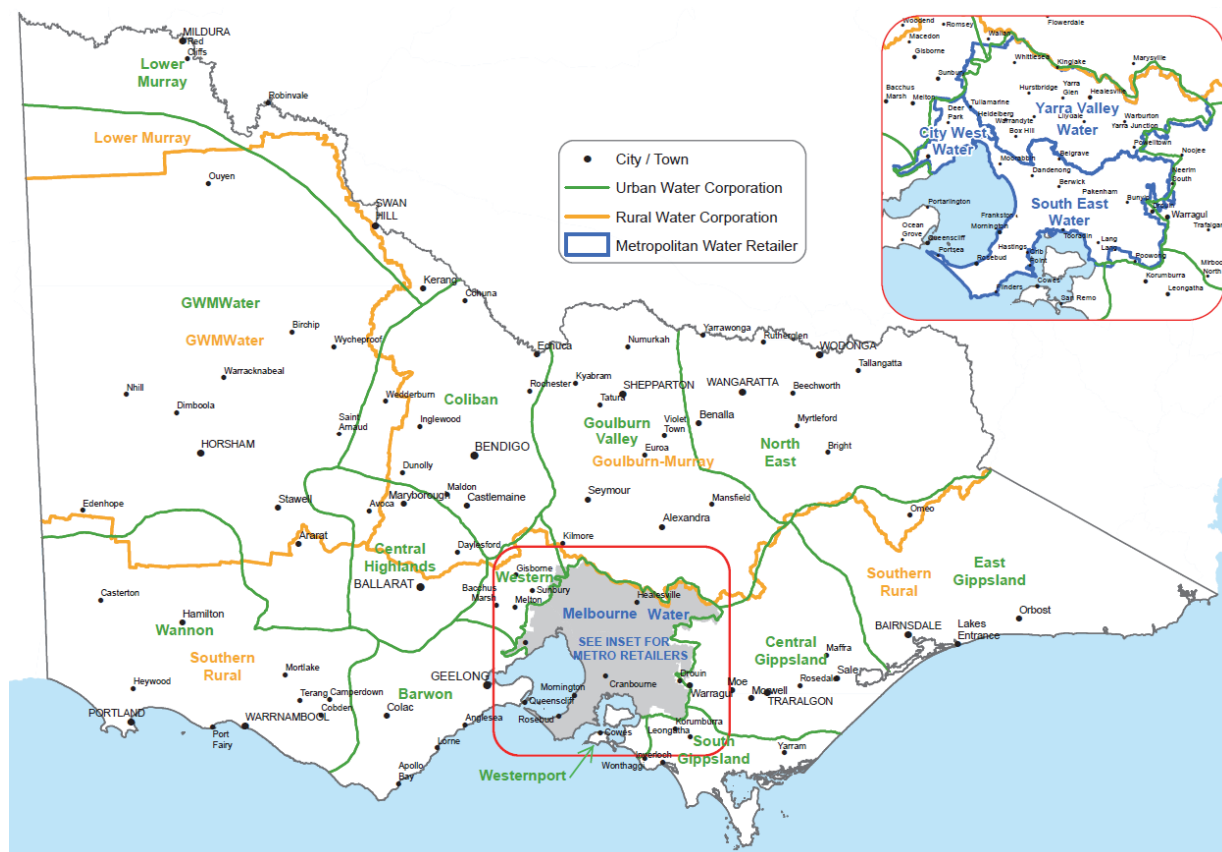 MILDURA
Red
Cliffs
Lower
Murray
Robinvale
Lower Murray
Ouyen
SWAN
HILL
Kerang
Cohuna
GWMWater
GWMWater
Birchip
Wycheproof
Warracknabeal
Nhill
Dimboola
Wedderburn
Saint
Arnaud
HORSHAM
Edenhope
Stawell
Ararat
City / Town
Urban Water Corporation
Rural Water Corporation
Metropolitan Water Retailer
Echuca
Rochester
Coliban
Inglewood
BENDIGO
Dunolly
Maldon
Maryborough
Castlemaine
Avoca
Daylesford
Central
Highlands
BALLARAT
Numurkah
Yarrawonga
Rutherglen
WODONGA
Tallangatta
Kyabram
SHEPPARTON
Tatura
WANGARATTA
Beechworth
Goulburn
Valley
Violet
Town
Benalla
Myrtleford
Euroa
Goulburn-Murray
North
East
Bright
Seymour
Mansfield
Alexandra
Kilmore
Omeo
Southern
Rural
East
Gippsland
Orbost
BAIRNSDALE
Lakes
Entrance
Central
Gippsland
Maffra
Sale
Rosedale
Moe
Morwell
TRARALGON
Yarram
Western
Gisborne
Sunbury
Bacchus
Marsh
Melton
Healesville
Melbourne Water
SEE INSET FOR
METRO RETAILERS
Drouin
Warragul
Cranbourne
Mornington
Queenscliff
Rosebud
Cowes
Korumburra
Leongatha
South
Gippsland
Inverloch
Wonthaggi
Westernport
Casterton
Hamilton
Wannon
Southern
Rural
Mortlake
Heywood
Terang
Camperdown
Cobden
PORTLAND
Port
Fairy
WARRNAMBOOL
Colac
Barwon
GEELONG
Anglesea
Lorne
Apollo
Bay
Woodend
Romsey
Flowerdale
Macedon
Wallan
Gisborne
Whittlesea
Kinglake
Marysville
Sunbury
Bacchus
Marsh
Melton
Hurstbridge
Yarra
Glen
Healesville
Tullamarine
Deer
Park
Heidelberg
Warrandyte
Lilydale
Yarra Valley
Water
Warburton
Yarra Junction
City West
Water
Box Hill
Powelltown
Moorabbin
Belgrave
Noojee
Dandenong
Berwick
Neerim
South
Pakenham
Portarlington
South East
Water
Bunyip
Drouin
Warragul
Ocean
Grove
Frankston
Mornington
Trafalgar
Queenscliff
Tooradin
Hastings
Lang
Lang
Portsea
Rosebud
Crib
Point
Poowong
Mirboo
North
Flinders
Cowes
Korumburra
San Remo
Leongatha